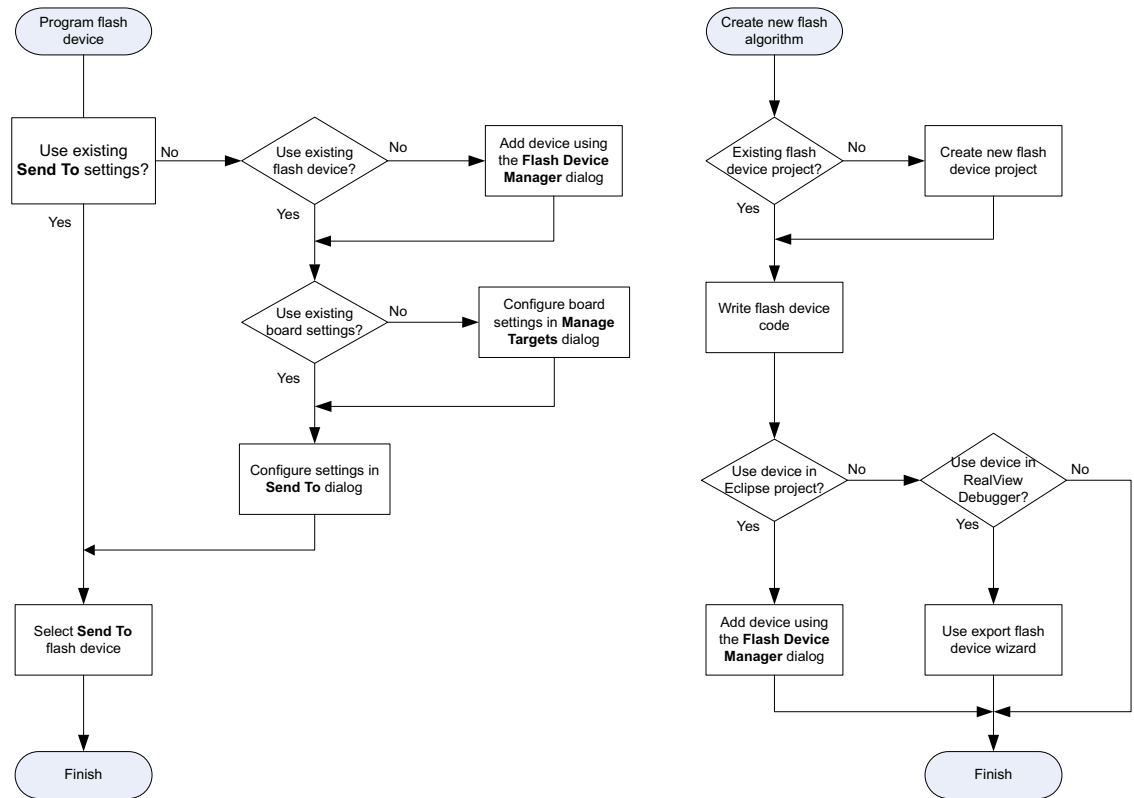 Program flash
device
Use existing
Send To settings?
No
Yes
Use existing
flash device?
No
Yes
Add device using
the Flash Device
Manager dialog
Use existing
board settings?
No
Yes
Configure board
settings in Manage
Targets dialog
Configure settings in
Send To dialog
Select Send To
flash device
Finish
Create new flash
algorithm
Existing flash
device project?
No
Yes
Create new flash
device project
Write flash device
code
Use device in
Eclipse project?
No
Yes
Use device in
RealView
Debugger?
No
Yes
Add device using
the Flash Device
Manager dialog
Use export flash
device wizard
Finish